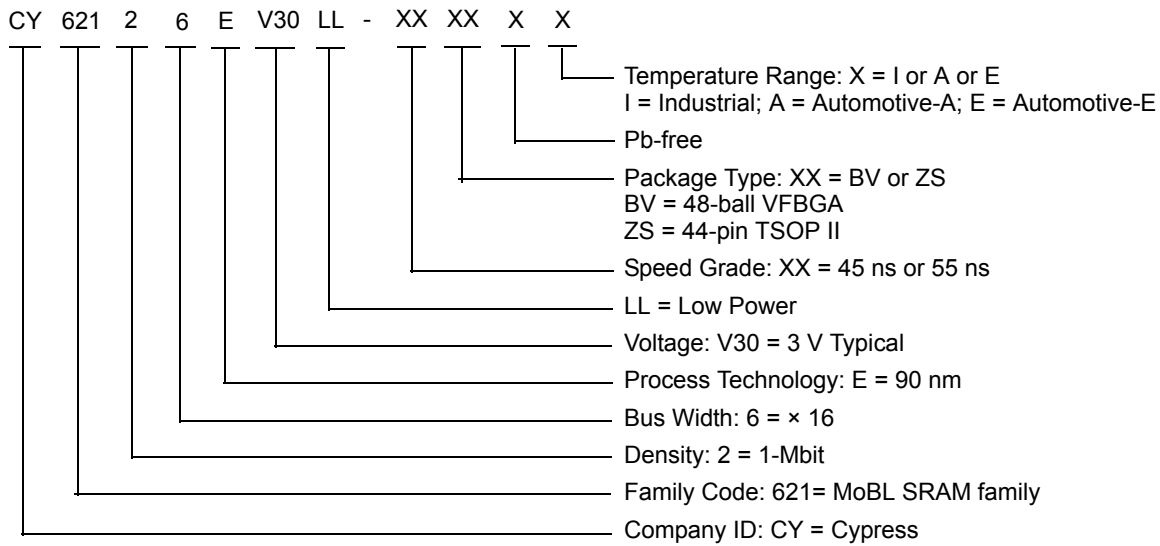 CY 621 2 6 E V30 LL - XX XX X X
Temperature Range: X = I or A or E
I = Industrial; A = Automotive-A; E = Automotive-E
Pb-free
Package Type: XX = BV or ZS
BV = 48-ball VFBGA
ZS = 44-pin TSOP II
Speed Grade: XX = 45 ns or 55 ns
LL = Low Power
Voltage: V30 = 3 V Typical
Process Technology: E = 90 nm
Bus Width: 6 = × 16
Density: 2 = 1-Mbit
Family Code: 621= MoBL SRAM family
Company ID: CY = Cypress